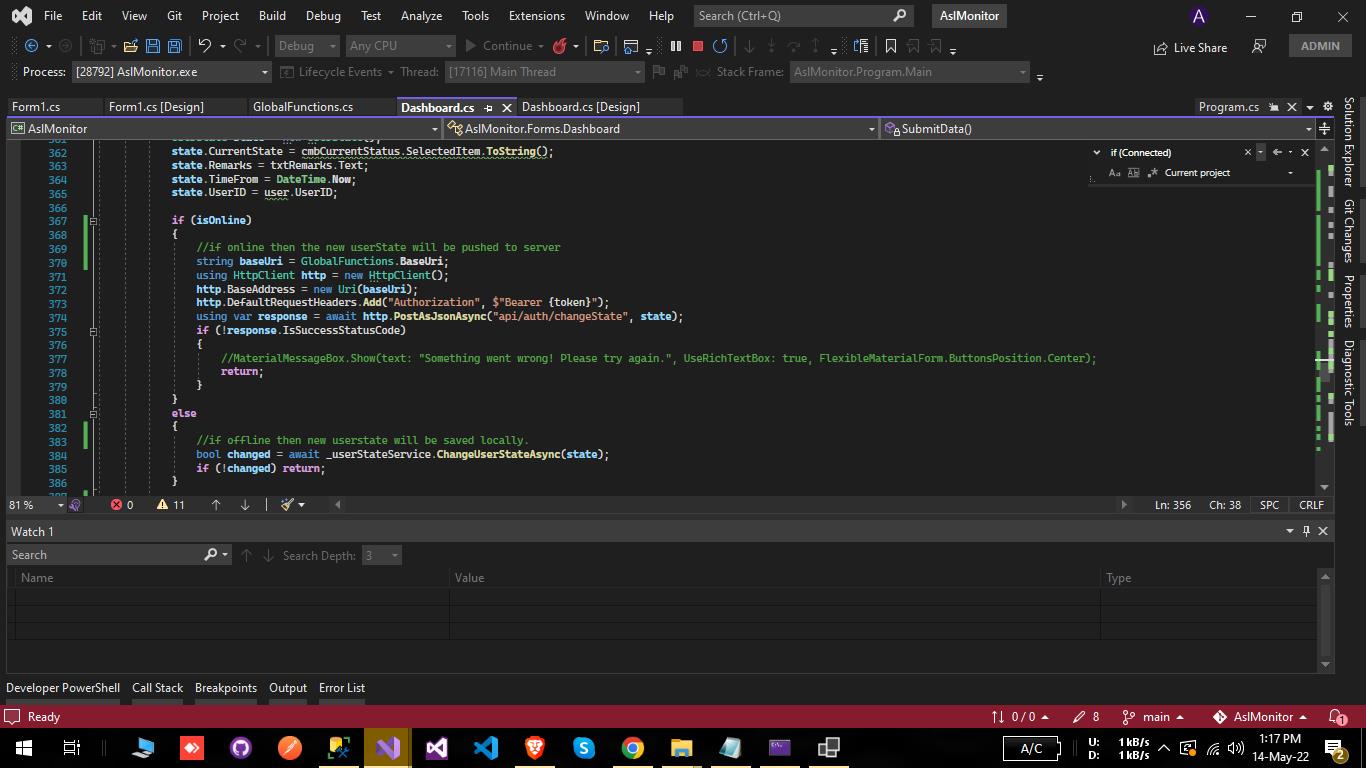 File Edit View Git Project Build Debug Test Analyze Tools Extensions Window Help Search (Ctrl+Q) AslMonitor A
Debug Any CPU Continue Live Share ADMIN
Process: [28792] AslMonitor.exe Lifecycle Events Thread: [17116] Main Thread Stack Frame: AslMonitor.Program.Main
Form1.cs Form1.cs [Design] GlobalFunctions.cs Dashboard.cs Dashboard.cs [Design] Program.cs
AslMonitor AslMonitor.Forms.Dashboard SubmitData()
362 state.CurrentState = cmbCurrentStatus.SelectedItem.ToString();
363 state.Remarks = txtRemarks.Text;
364 state.TimeFrom = DateTime.Now;
365 state.UserID = user.UserID;
366
367 if (isOnline)
368 {
369 //if online then the new userState will be pushed to server
370 string baseUri = GlobalFunctions.BaseUri;
371 using HttpClient http = new HttpClient();
372 http.BaseAddress = new Uri(baseUri);
373 http.DefaultRequestHeaders.Add("Authorization", $"Bearer {token}");
374 using var response = await http.PostAsJsonAsync("api/auth/changeState", state);
375 if (!response.IsSuccessStatusCode)
376 {
377 //MaterialMessageBox.Show(text: "Something went wrong! Please try again.", UseRichTextBox: true, FlexibleMaterialForm.ButtonsPosition.Center);
378 return;
379 }
380 }
381 else
382 {
383 //if offline then new userstate will be saved locally.
384 bool changed = await _userStateService.ChangeUserStateAsync(state);
385 if (!changed) return;
386 }
if (Connected)
Aa Ab Current project
Solution Explorer
Git Changes
Properties
Diagnostic Tools
81 % 0 11 Ln: 356 Ch: 38 SPC CRLF
Watch 1
Search Search Depth: 3
Name Value Type
Developer PowerShell Call Stack Breakpoints Output Error List
Ready 0 / 0 8 main AslMonitor 1
A/C U: 1 kB/s 1:17 PM
D: 1 kB/s 14-May-22 2